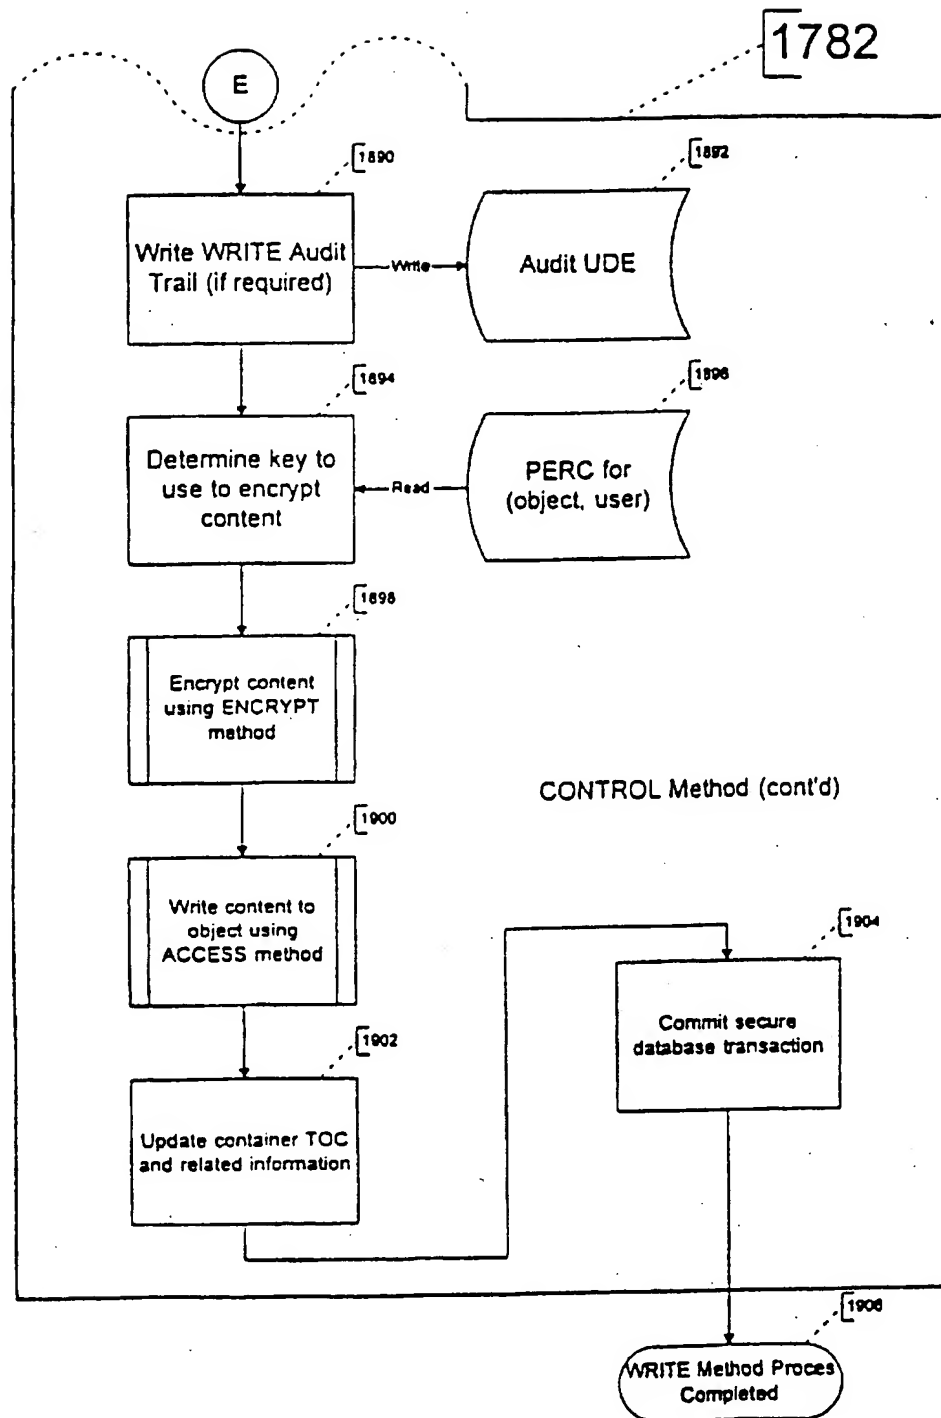 1782
E
1890
1892
Write WRITE Audit
Trail (if required)
Write
Audit UDE
1894
1896
Determine key to
use to encrypt
content
Read
PERC for
(object, user)
1898
Encrypt content
using ENCRYPT
method
CONTROL Method (cont'd)
1900
Write content to
object using
ACCESS method
1904
Commit secure
database transaction
1902
Update container TOC
and related information
1906
WRITE Method Proces
Completed